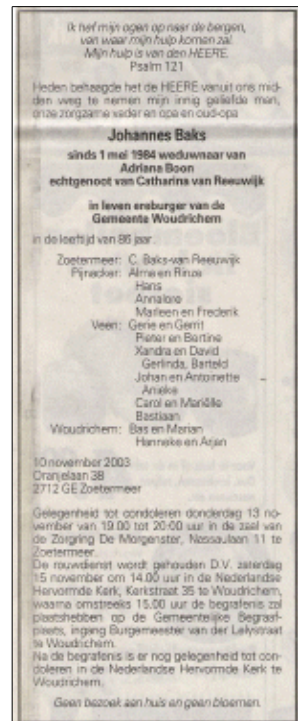 Ik hef mijn ogen op naar de bergen,
van waar mijn hulp komen zal.
Mijn hulp is van den HEERE.
Psalm 121
Heden behaagde het de HEERE vanuit ons mid-
den weg te nemen mijn innig geliefde man,
onze zorgzame vader en opa en oud-opa
Johannes Baks
sinds 1 mei 1984 weduwnaar van
Adriana Boon
echtgenoot van Catharina van Reeuwijk
in leven ereburger van de
Gemeente Woudrichem
in de leeftijd van 86 jaar.
Zoetermeer: C. Baks-van Reeuwijk
Pijnacker: Alma en Rinze
Hans
Annalore
Marleen en Frederik
Veen: Gerie en Gerrit
Pieter en Bertine
Xandra en David
Gerlinda, Barteld
Johan en Antoinette
Anieke
Carol en Mariëlle
Bastiaan
Woudrichem: Bas en Marian
Hanneke en Arjan
10 november 2003
Oranjelaan 38
2712 GE Zoetermeer
Gelegenheid tot condoleren donderdag 13 no-
vember van 19.00 tot 20.00 uur in de zaal van
de Zorgring De Morgenster, Nassaulaan 11 te
Zoetermeer.
De rouwdienst wordt gehouden D.V. zaterdag
15 november om 14.00 uur in de Nederlandse
Hervormde Kerk, Kerkstraat 35 te Woudrichem,
waarna omstreeks 15.00 uur de begrafenis zal
plaatshebben op de Gemeentelijke Begraaf-
plaats, ingang Burgemeester van der Lelystraat
te Woudrichem.
Na de begrafenis is er nog gelegenheid tot con-
doleren in de Nederlandse Hervormde Kerk te
Woudrichem.
Geen bezoek aan huis en geen bloemen.